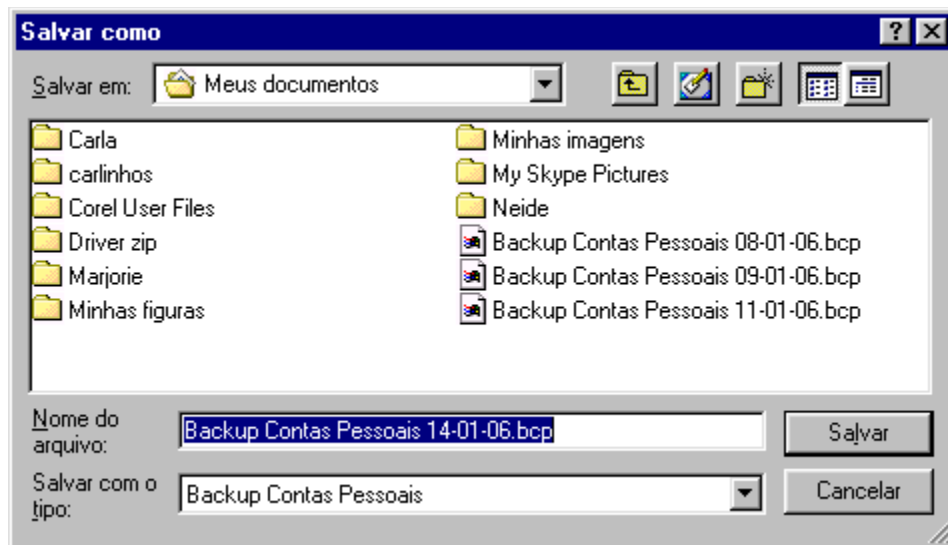 Salvar como
Salvar em: Meus documentos
Carla
carlinhos
Corel User Files
Driver zip
Marjorie
Minhas figuras
Minhas imagens
My Skype Pictures
Neide
Backup Contas Pessoais 08-01-06.bcp
Backup Contas Pessoais 09-01-06.bcp
Backup Contas Pessoais 11-01-06.bcp
Nome do
arquivo:
Backup Contas Pessoais 14-01-06.bcp
Salvar
Salvar com o
tipo:
Backup Contas Pessoais
Cancelar